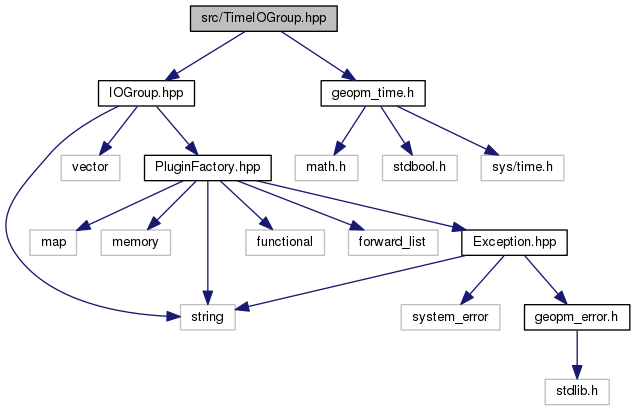 src/TimeIOGroup.hpp
IOGroup.hpp
geopm_time.h
vector
PluginFactory.hpp
math.h
stdbool.h
sys/time.h
map
memory
functional
forward_list
Exception.hpp
string
system_error
geopm_error.h
stdlib.h